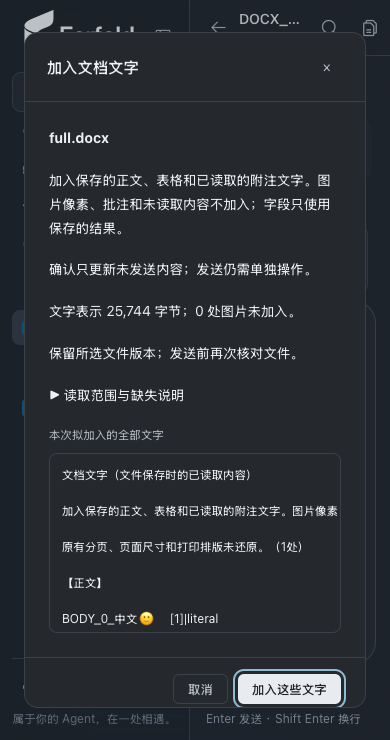 DOCX_...
加入文档文字
×
full.docx
加入保存的正文、表格和已读取的附注文字。图
片像素、批注和未读取内容不加入；字段只使用
保存的结果。
确认只更新未发送内容；发送仍需单独操作。
文字表示 25,744 字节；0 处图片未加入。
保留所选文件版本；发送前再次核对文件。
▶ 读取范围与缺失说明
本次拟加入的全部文字
文档文字（文件保存时的已读取内容）
加入保存的正文、表格和已读取的附注文字。图片像素
原有分页、页面尺寸和打印排版未还原。（1处）
【正文】
BODY_0_中文🙂 [1]|literal
取消
加入这些文字
属于你的 Agent，在一处相遇。
Enter 发送 · Shift Enter 换行